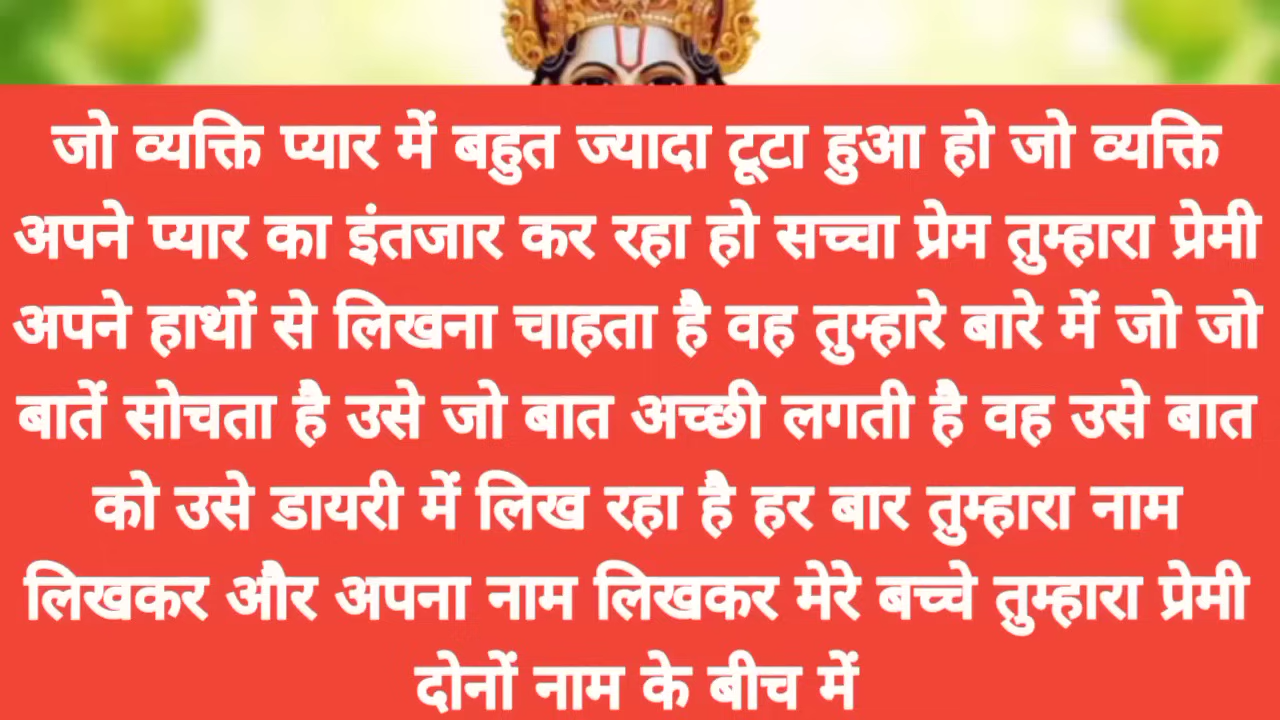 जो व्यक्ति प्यार में बहुत ज्यादा टूटा हुआ हो जो व्यक्ति
अपने प्यार का इंतजार कर रहा हो सच्चा प्रेम तुम्हारा प्रेमी
अपने हाथों से लिखना चाहता है वह तुम्हारे बारे में जो जो
बातें सोचता है उसे जो बात अच्छी लगती है वह उसे बात
को उसे डायरी में लिख रहा है हर बार तुम्हारा नाम
लिखकर और अपना नाम लिखकर मेरे बच्चे तुम्हारा प्रेमी
दोनों नाम के बीच में